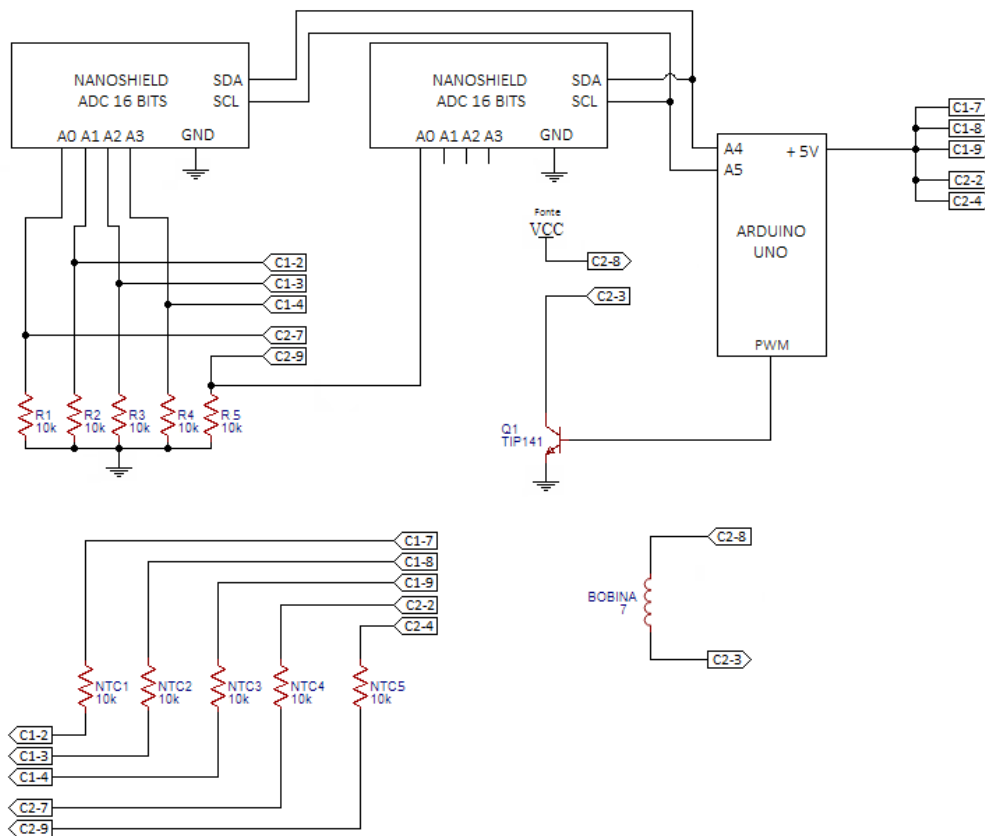 NANOSHIELD
ADC 16 BITS
SDA
SCL
A0 A1 A2 A3
GND
NANOSHIELD
ADC 16 BITS
SDA
SCL
A0 A1 A2 A3
GND
A4
A5
+ 5V
ARDUINO
UNO
PWM
C1-7
C1-8
C1-9
C2-2
C2-4
Fonte
VCC
C2-8
C2-3
C1-2
C1-3
C1-4
C2-7
C2-9
R1
10k
R2
10k
R3
10k
R4
10k
R5
10k
Q1
TIP141
C1-7
C1-8
C1-9
C2-2
C2-4
NTC1
10k
NTC2
10k
NTC3
10k
NTC4
10k
NTC5
10k
C1-2
C1-3
C1-4
C2-7
C2-9
C2-8
BOBINA
7
C2-3